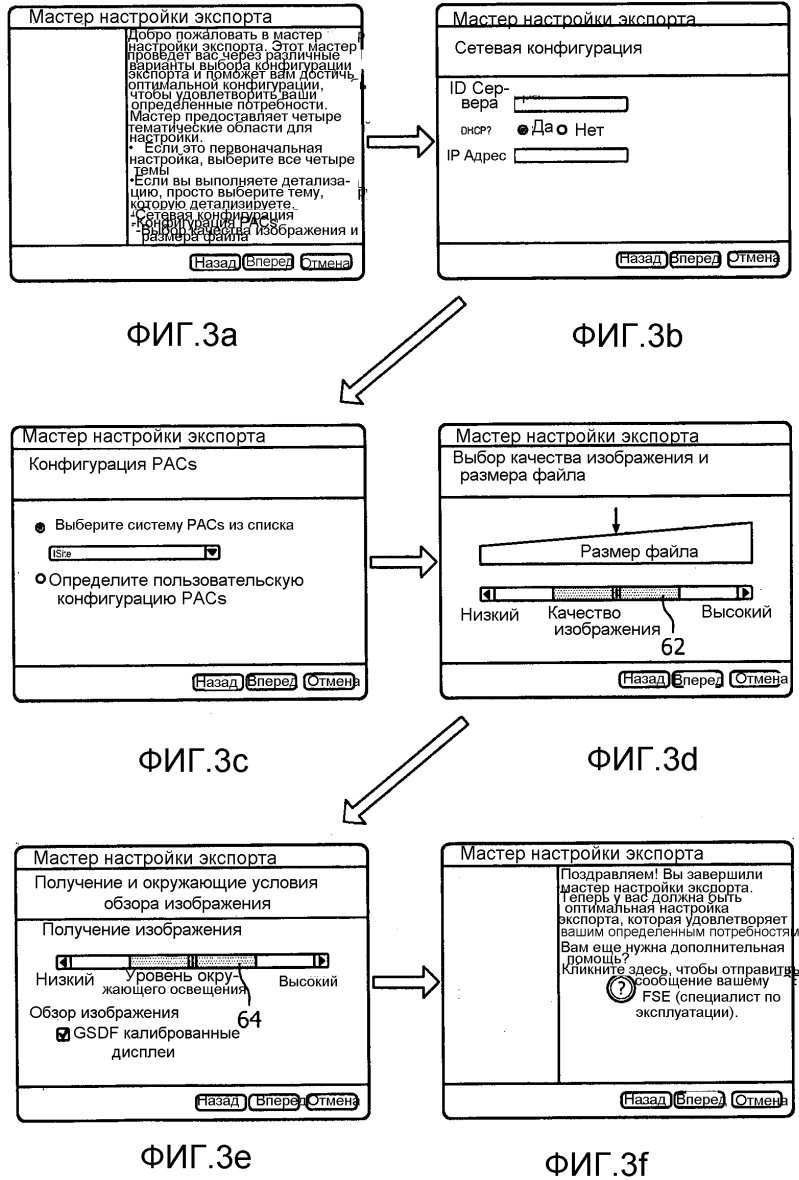 Мастер настройки экспорта
Добро пожаловать в мастер
настройки экспорта. Этот мастер
проведет вас через различные
варианты выбора конфигурации
экспорта и поможет вам достичь
оптимальной конфигурации,
чтобы удовлетворить ваши
определенные потребности.
Мастер предоставляет четыре
тематические области для
настройки.
• Если это первоначальная
настройка, выберите все четыре
темы
•Если вы выполняете детализа-
цию, просто выберите тему,
которую детализируете.
-Сетевая конфигурация
-Конфигурация PACs
-Выбор качества изображения и
размера файла
Назад Вперед Отмена
ФИГ.3a
Мастер настройки экспорта
Сетевая конфигурация
ID Сер-
вера
DHCP? Да Нет
IP Адрес
Назад Вперед Отмена
ФИГ.3b
Мастер настройки экспорта
Конфигурация PACs
Выберите систему PACs из списка
iSite
Определите пользовательскую
конфигурацию PACs
Назад Вперед Отмена
ФИГ.3c
Мастер настройки экспорта
Выбор качества изображения и
размера файла
Размер файла
Низкий Качество Высокий
изображения
62
Назад Вперед Отмена
ФИГ.3d
Мастер настройки экспорта
Получение и окружающие условия
обзора изображения
Получение изображения
Низкий Уровень окру- Высокий
жающего освещения
64
Обзор изображения
GSDF калиброванные
дисплеи
Назад Вперед Отмена
ФИГ.3e
Мастер настройки экспорта
Поздравляем! Вы завершили
мастер настройки экспорта.
Теперь у вас должна быть
оптимальная настройка
экспорта, которая удовлетворяет
вашим определенным потребностям
Вам еще нужна дополнительная
помощь?
Кликните здесь, чтобы отправить
? сообщение вашему
FSE (специалист по
эксплуатации).
Назад Вперед Отмена
ФИГ.3f